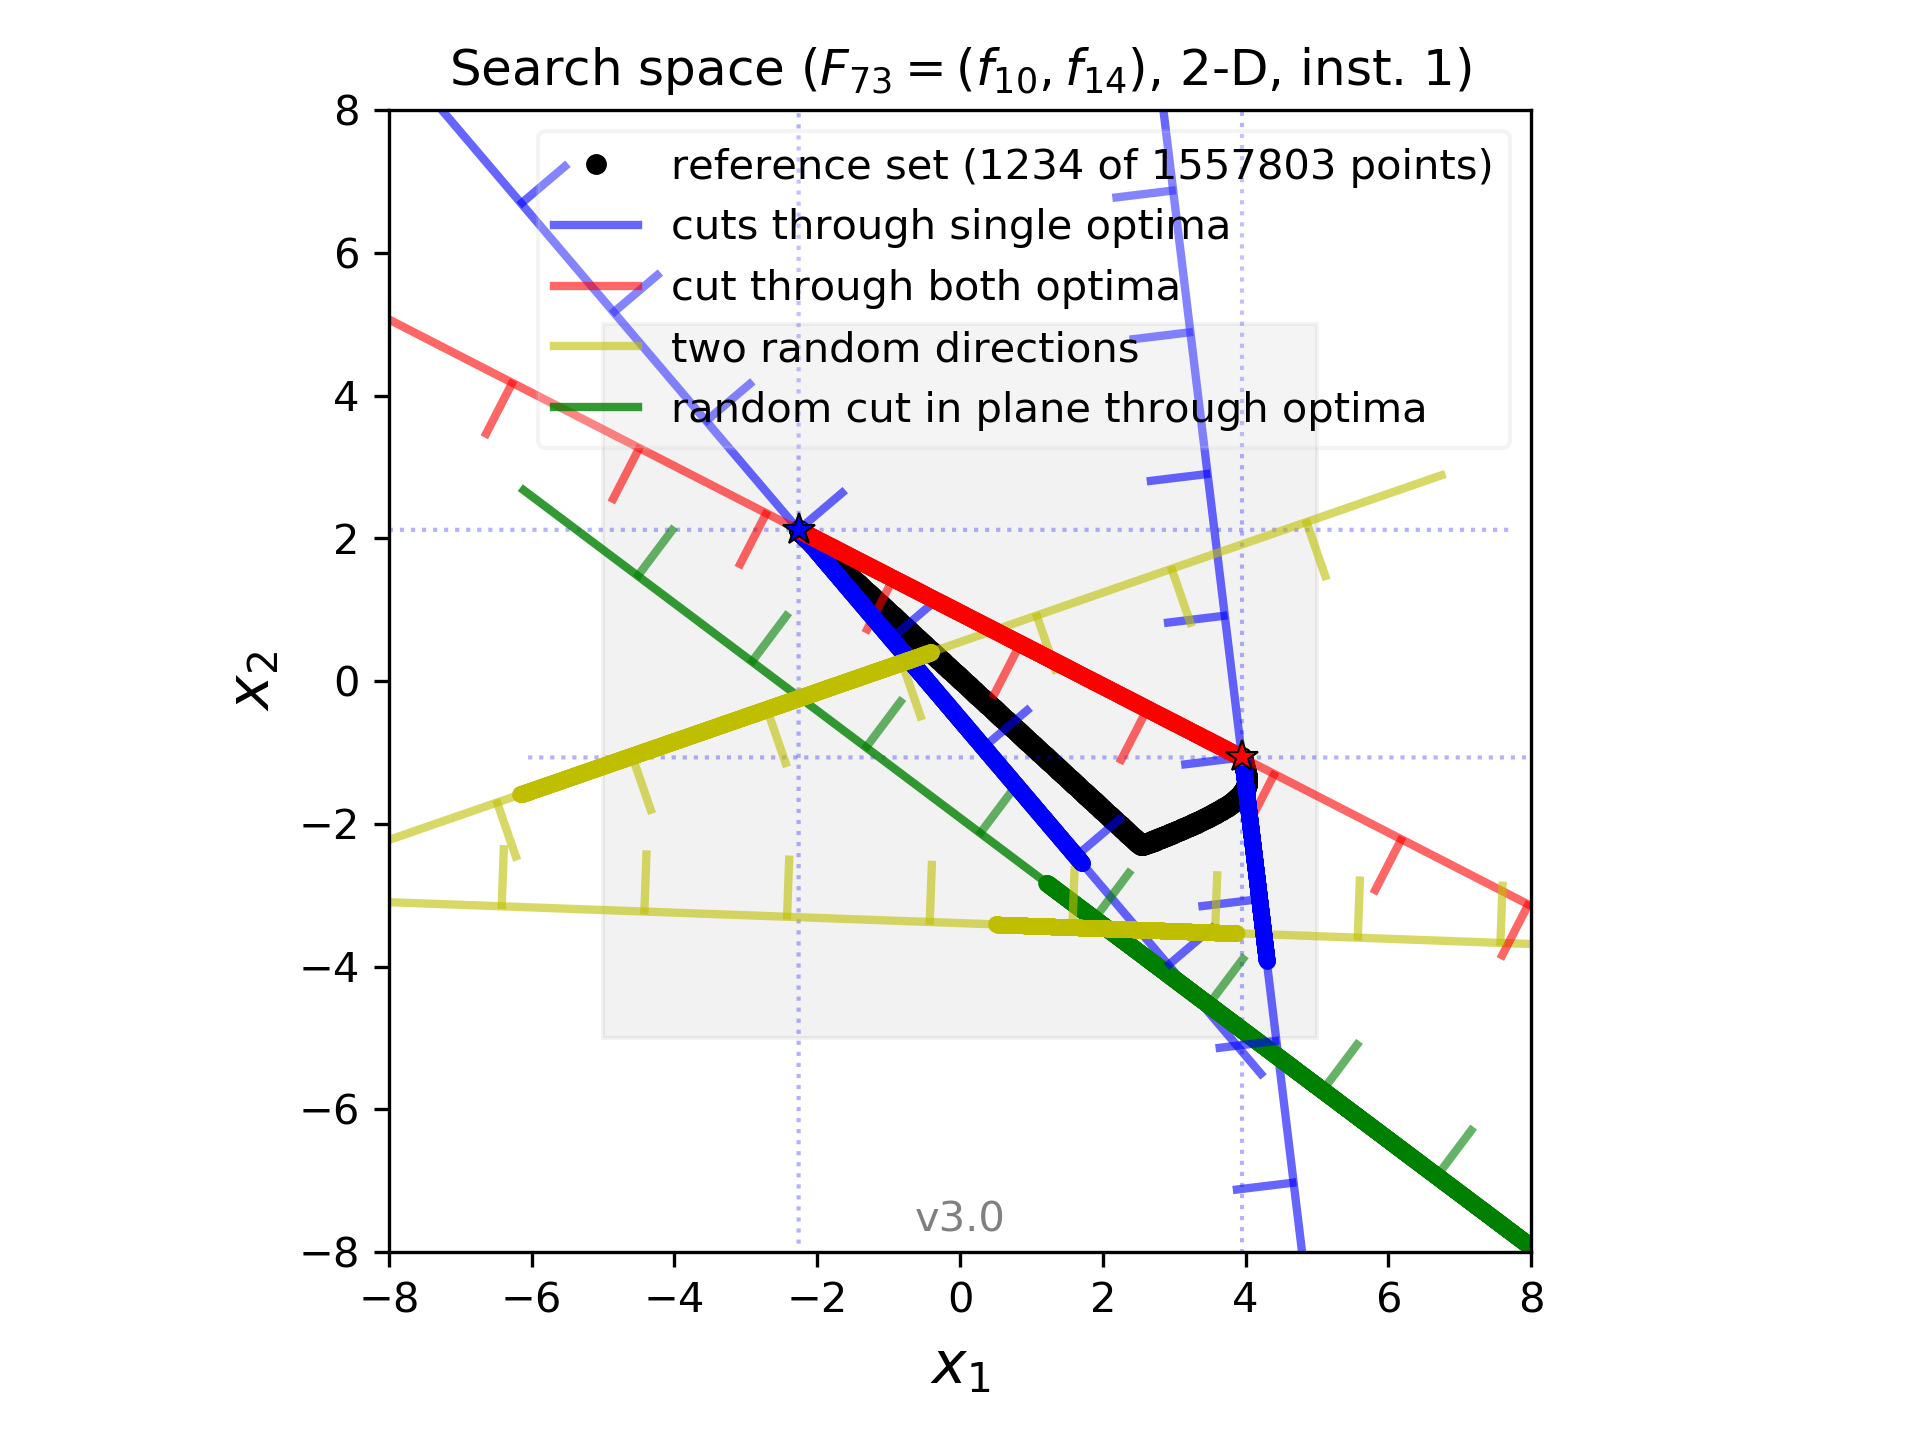 Search space (F73 = (f10, f14), 2-D, inst. 1)
reference set (1234 of 1557803 points)
cuts through single optima
cut through both optima
two random directions
random cut in plane through optima
8
6
4
2
0
−2
−4
−6
−8
x2
v3.0
−8 −6 −4 −2 0 2 4 6 8
x1